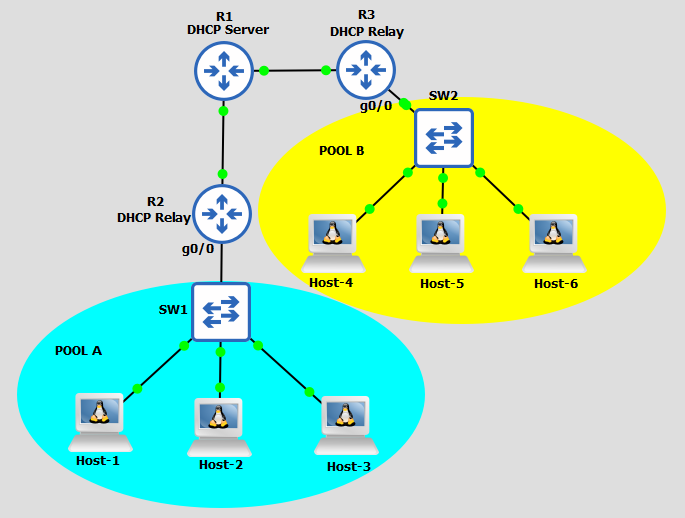 R1
DHCP Server
R3
DHCP Relay
g0/0
SW2
POOL B
R2
DHCP Relay
g0/0
Host-4
Host-5
Host-6
SW1
POOL A
Host-1
Host-2
Host-3